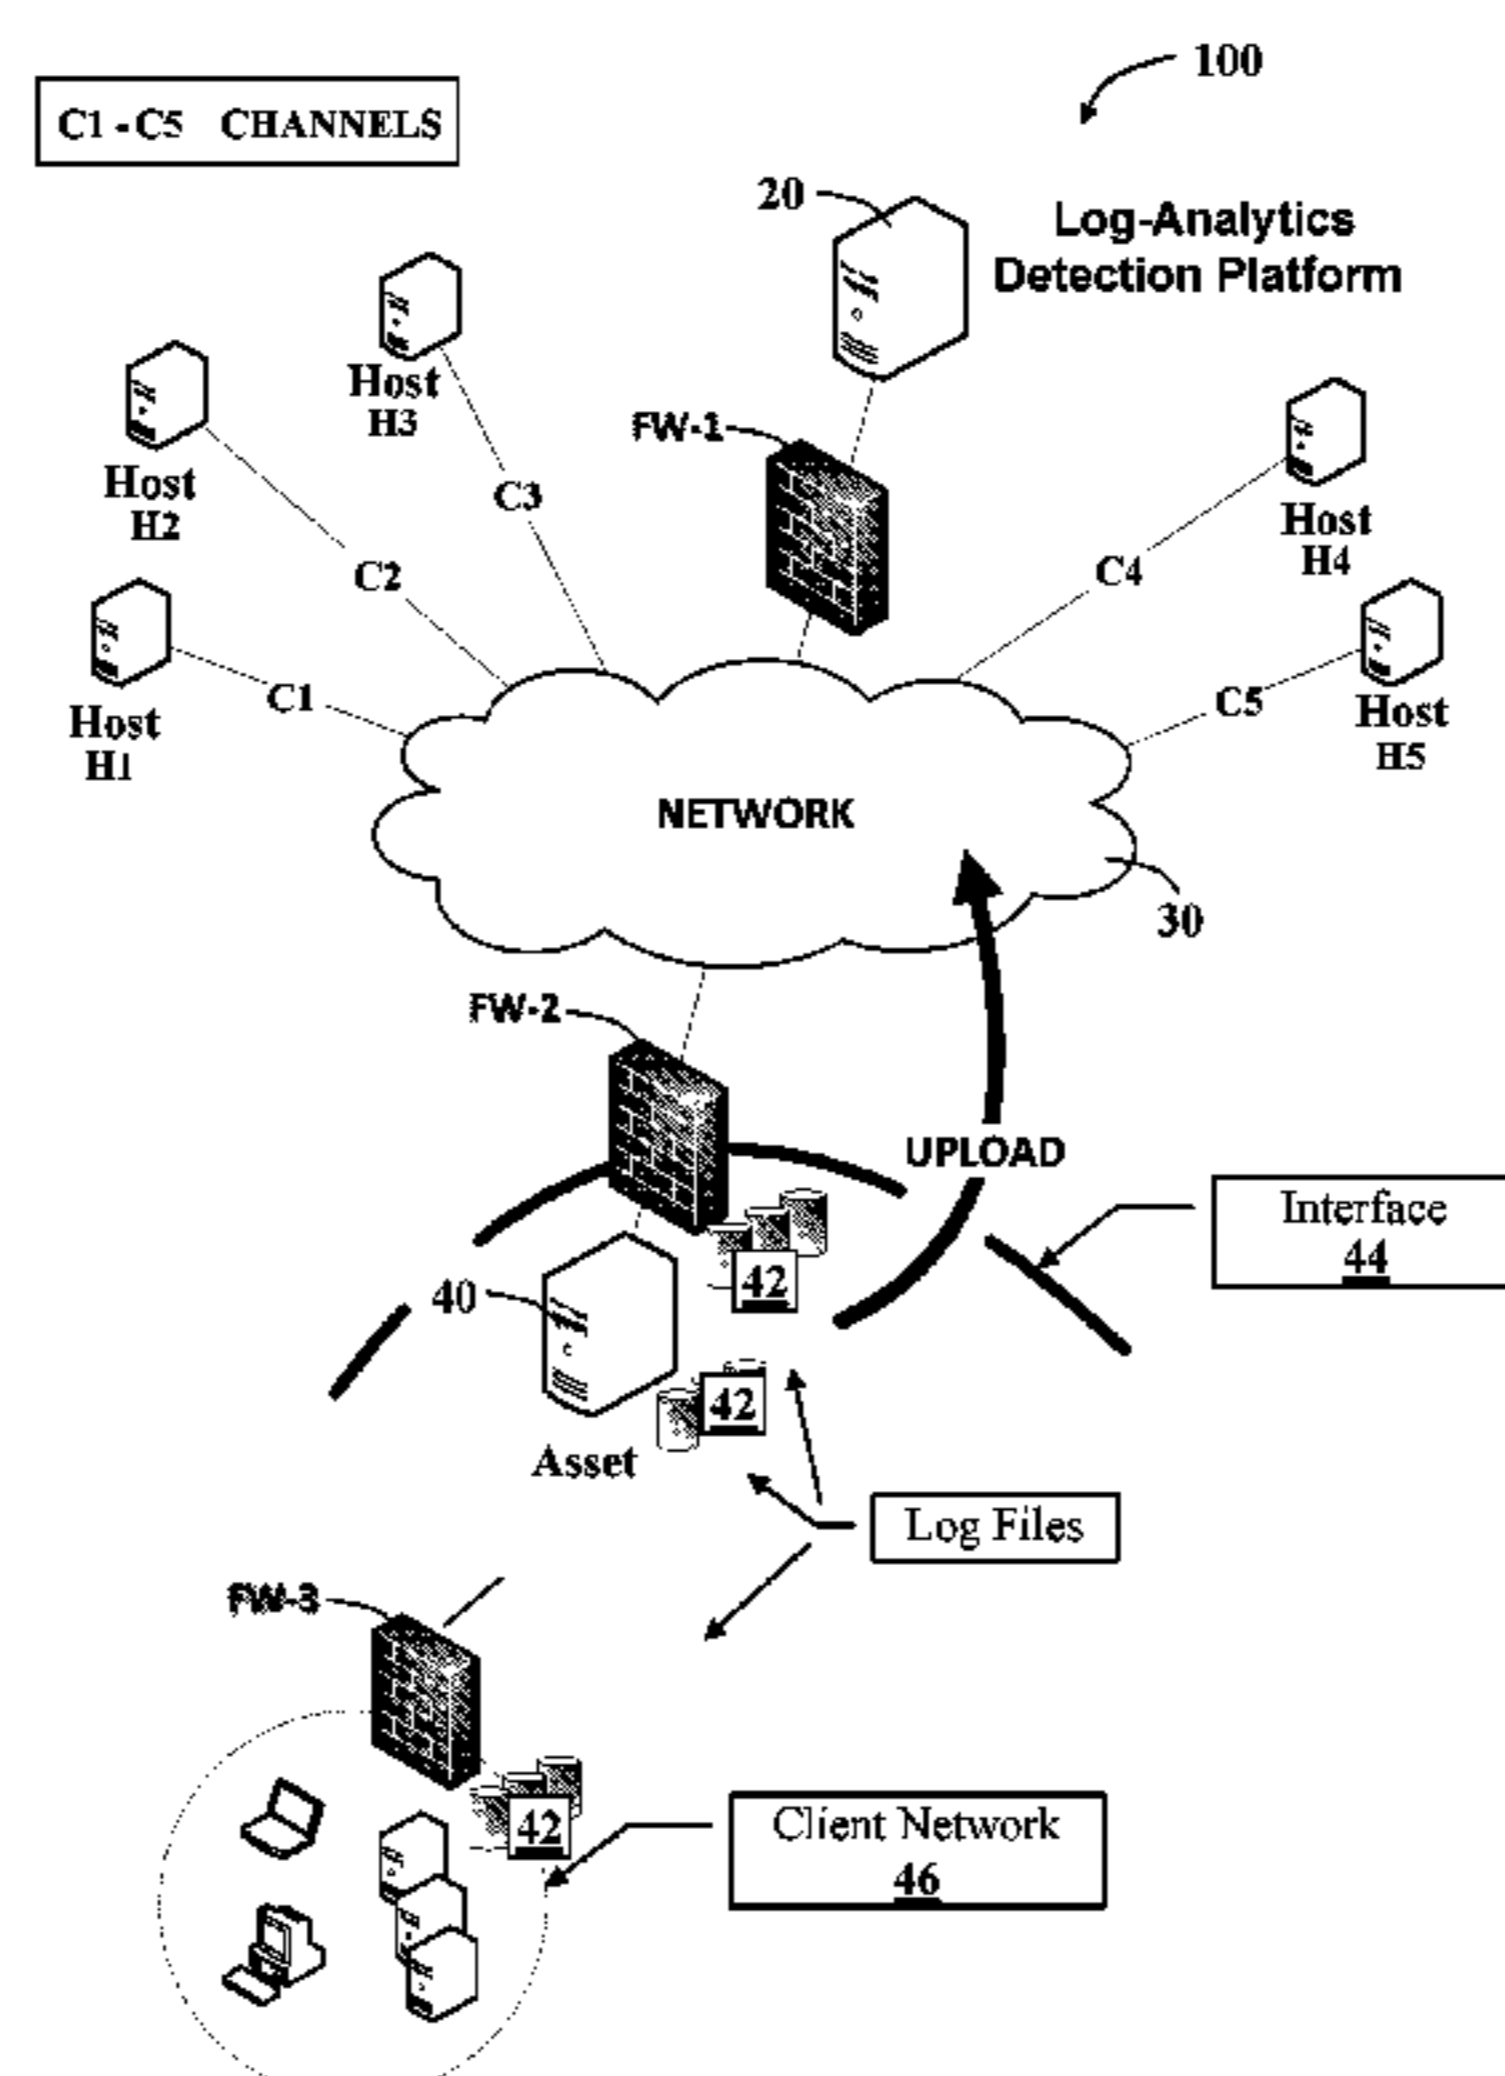 100
C1 - C5 CHANNELS
20
Log-Analytics
Detection Platform
Host
H3
FW-1
Host
H2
C3
Host
H4
C2
C4
C1
C5
Host
H1
Host
H5
NETWORK
30
FW-2
UPLOAD
Interface
44
42
40
42
Asset
Log Files
FW-3
42
Client Network
46